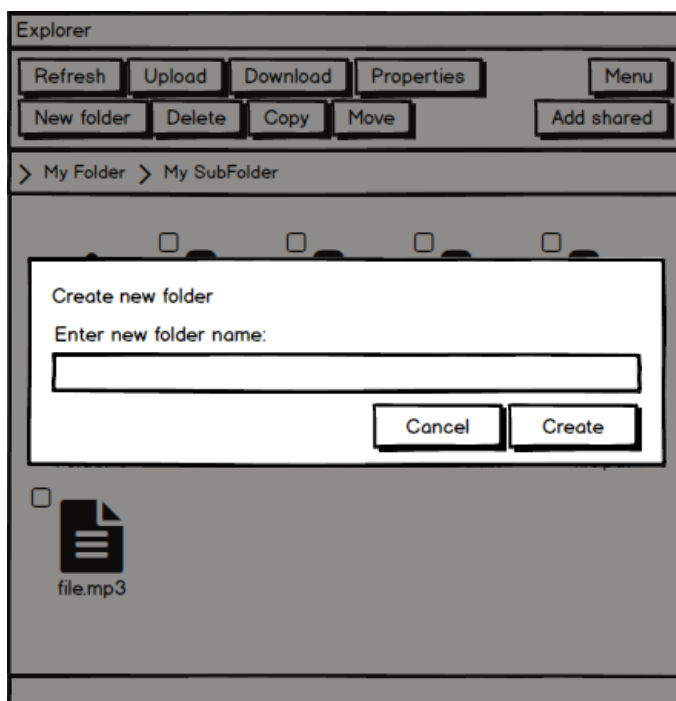 Explorer
Refresh Upload Download Properties Menu
New folder Delete Copy Move Add shared
My Folder My SubFolder
Create new folder
Enter new folder name:
Cancel Create
file.mp3